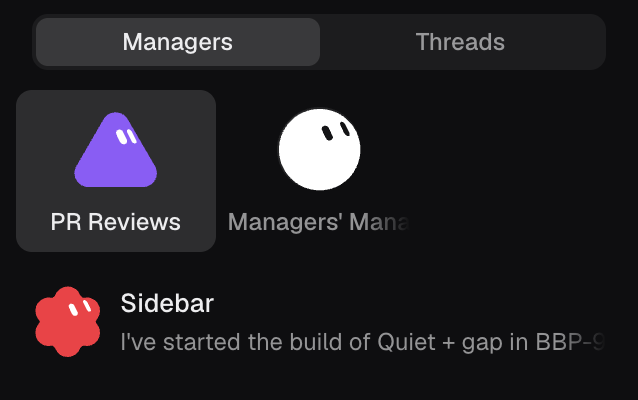 Managers
Threads
PR Reviews
Managers' Mana
Sidebar
I've started the build of Quiet + gap in BBP-9